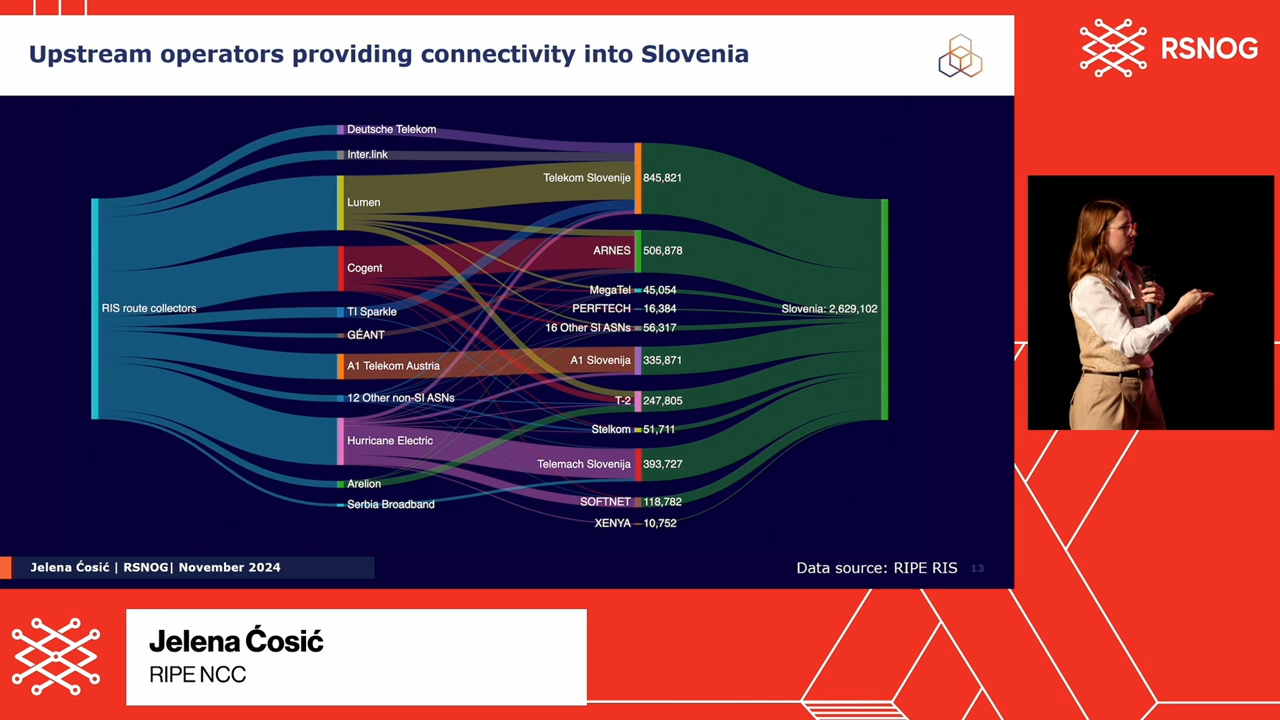 Upstream operators providing connectivity into Slovenia
RSNOG
Deutsche Telekom
Inter.link
Lumen
Cogent
RIS route collectors
TI Sparkle
GÉANT
A1 Telekom Austria
12 Other non-SI ASNs
Hurricane Electric
Arelion
Serbia Broadband
Telekom Slovenije 845,821
ARNES 506,878
MegaTel 45,054
PERFTECH 16,384
16 Other SI ASNs 56,317
A1 Slovenija 335,871
T-2 247,805
Stelkom 51,711
Telemach Slovenija 393,727
SOFTNET 118,782
XENYA 10,752
Slovenia: 2,629,102
Jelena Ćosić | RSNOG| November 2024
Data source: RIPE RIS 13
Jelena Ćosić
RIPE NCC